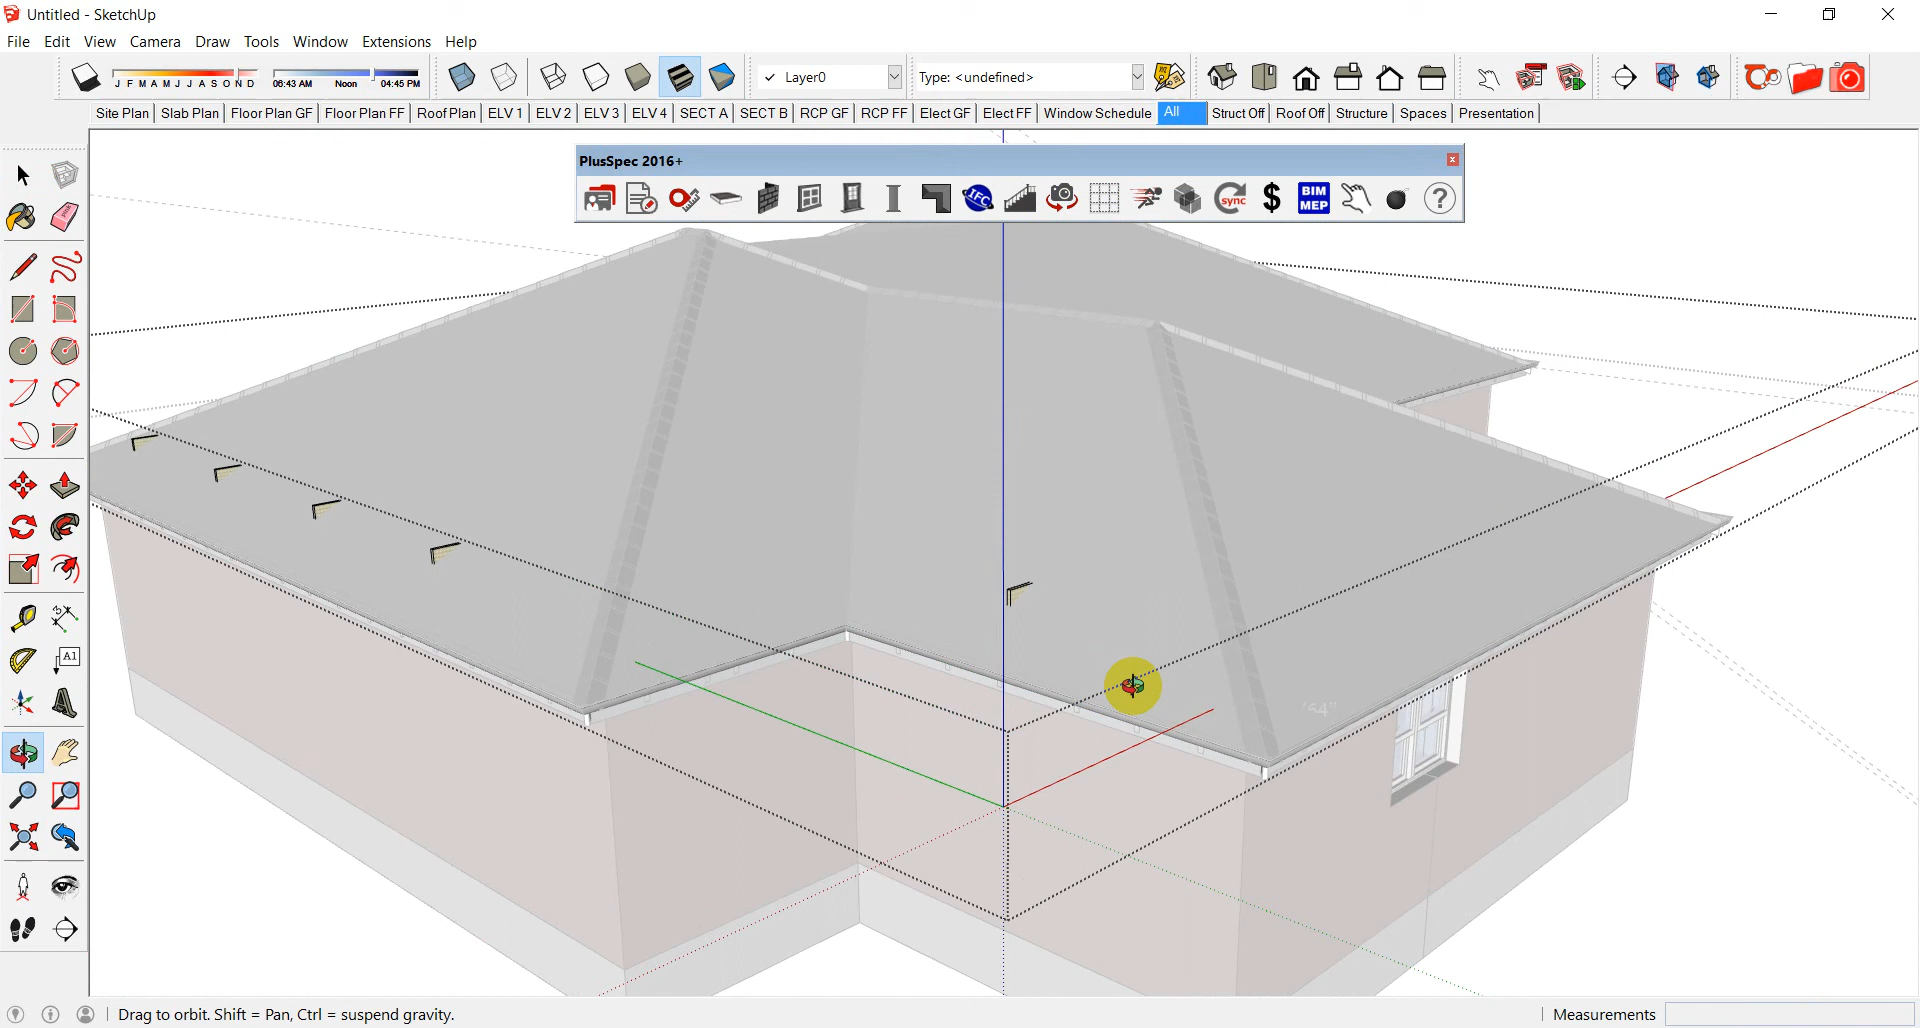 Untitled - SketchUp
File Edit View Camera Draw Tools Window Extensions Help
J F M A M J J A S O N D
06:43 AM Noon 04:45 PM
Layer0
Type: <undefined>
Site Plan Slab Plan Floor Plan GF Floor Plan FF Roof Plan ELV 1 ELV 2 ELV 3 ELV 4 SECT A SECT B RCP GF RCP FF Elect GF Elect FF Window Schedule All Struct Off Roof Off Structure Spaces Presentation
PlusSpec 2016+
IFC sync $ BIM MEP ?
A1
Drag to orbit. Shift = Pan, Ctrl = suspend gravity.
Measurements